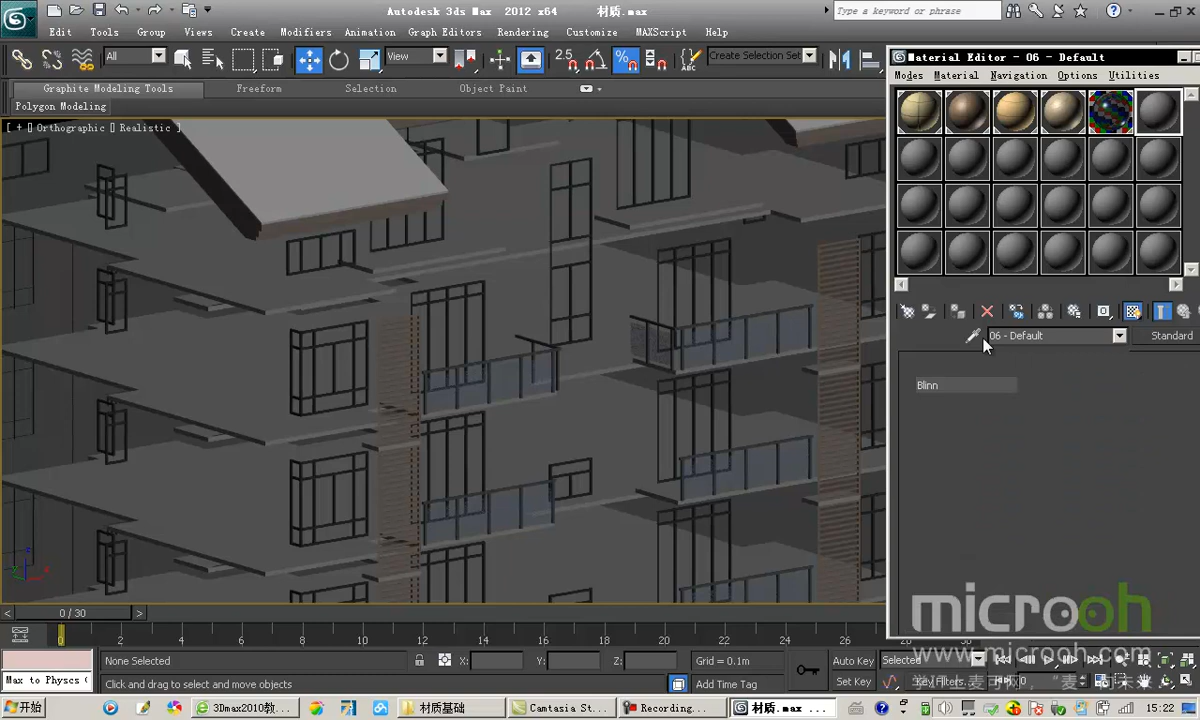 Autodesk 3ds Max 2012 x64 材质.max
Type a keyword or phrase
Edit Tools Group Views Create Modifiers Animation Graph Editors Rendering Customize MAXScript Help
All
View
2.5
Create Selection Set
Graphite Modeling Tools Freeform Selection Object Paint
Polygon Modeling
[ + ][ Orthographic ][ Realistic ]
Material Editor - 06 - Default
Modes Material Navigation Options Utilities
06 - Default
Standard
Blinn
microoh
www.microoh.com
0 / 30
0 2 4 6 8 10 12 14 16 18 20 22 24 26 28
None Selected
X:
Y:
Z:
Grid = 0.1m
Auto Key
Selected
Max to Physcs (
Click and drag to select and move objects
Add Time Tag
Set Key
Key Filters...
0
开始
3DMax2010教...
材质基础
Camtasia St...
Recording...
材质.max ...
15:22